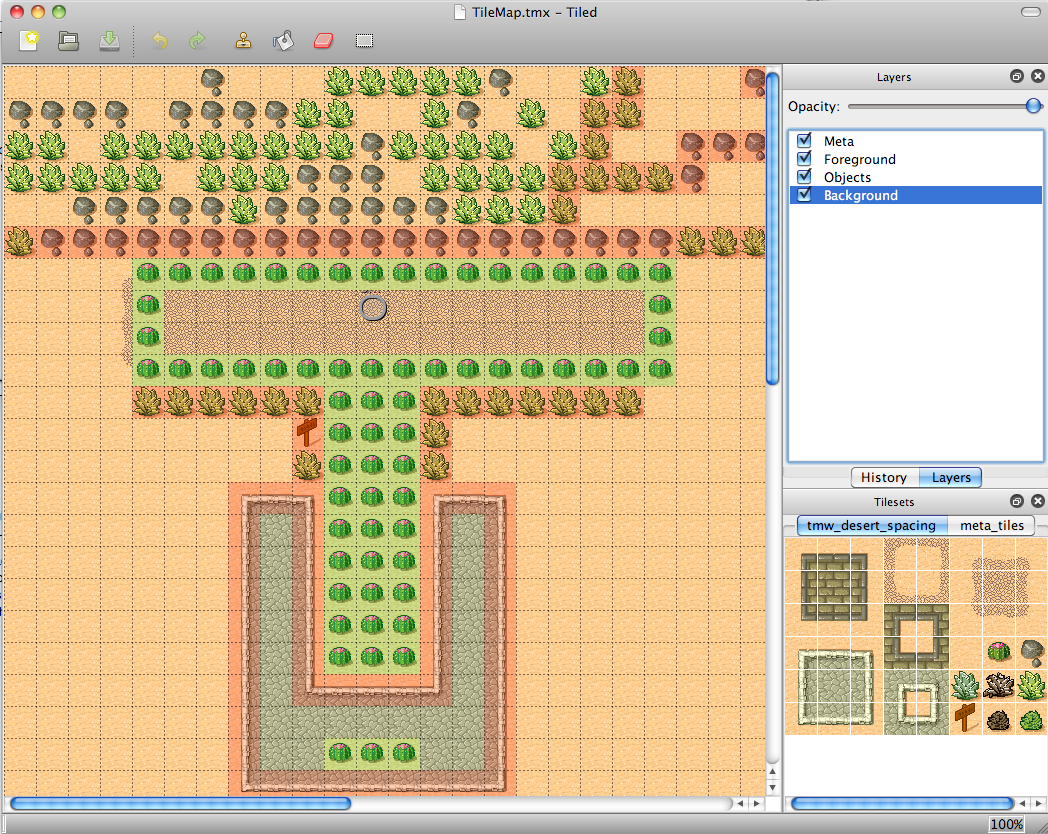 TileMap.tmx – Tiled
Layers
Opacity:
Meta
Foreground
Objects
Background
History Layers
Tilesets
tmw_desert_spacing meta_tiles
100%